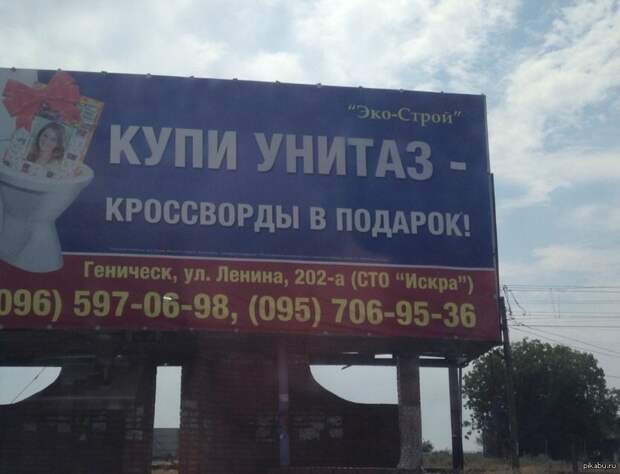 "Эко-Строй"
КУПИ УНИТАЗ -
КРОССВОРДЫ В ПОДАРОК!
Геническ, ул. Ленина, 202-а (СТО "Искра")
096) 597-06-98, (095) 706-95-36
pikabu.ru